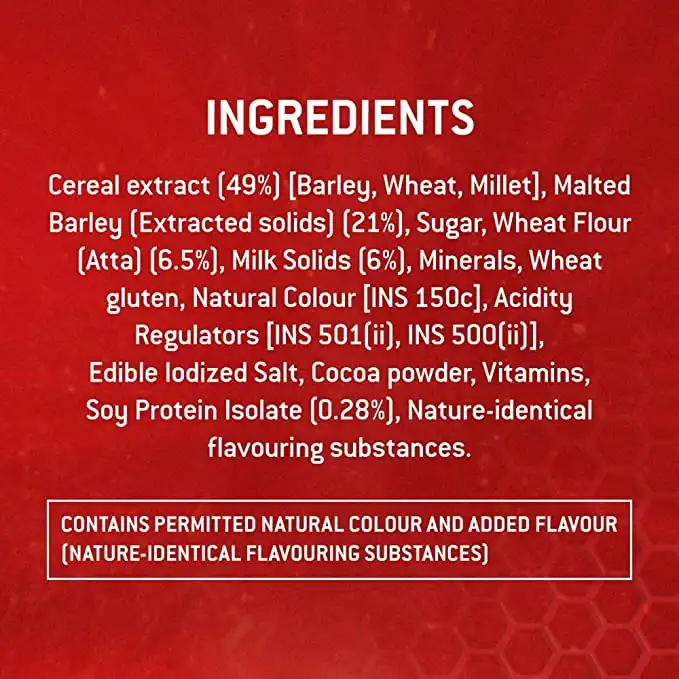 INGREDIENTS
Cereal extract (49%) [Barley, Wheat, Millet], Malted
Barley (Extracted solids) (21%), Sugar, Wheat Flour
(Atta) (6.5%), Milk Solids (6%), Minerals, Wheat
gluten, Natural Colour [INS 150c], Acidity
Regulators [INS 501(ii), INS 500(ii)],
Edible Iodized Salt, Cocoa powder, Vitamins,
Soy Protein Isolate (0.28%), Nature-identical
flavouring substances.
CONTAINS PERMITTED NATURAL COLOUR AND ADDED FLAVOUR
(NATURE-IDENTICAL FLAVOURING SUBSTANCES)